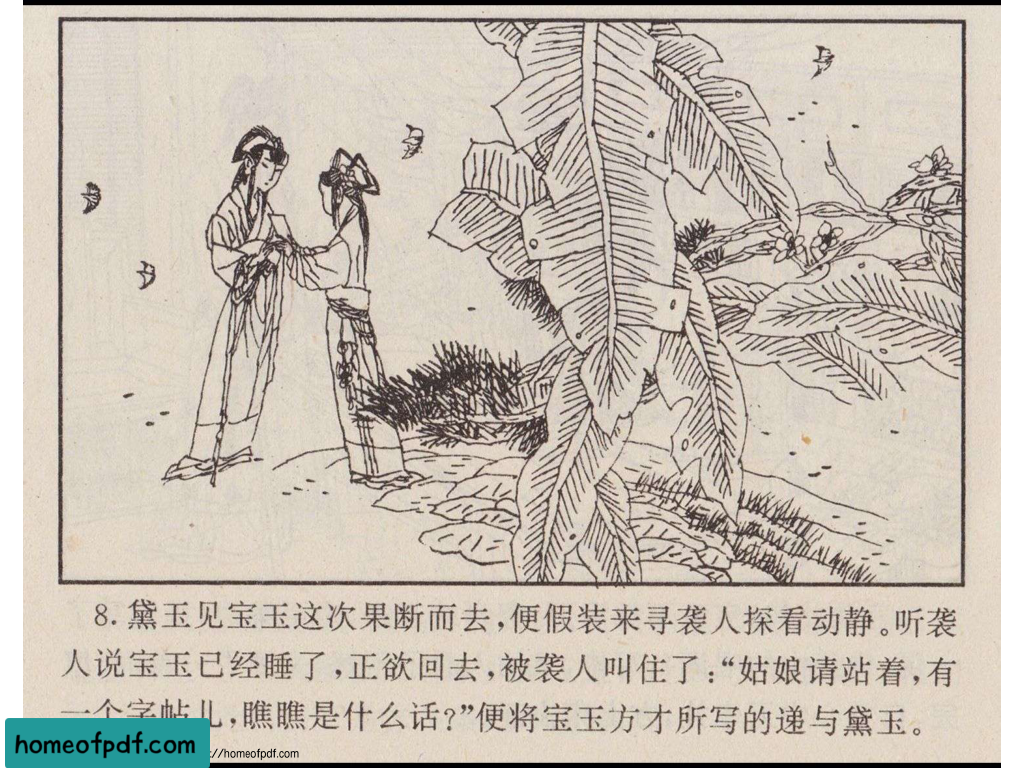 8. 黛玉见宝玉这次果断而去,便假装来寻袭人探看动静。听袭
人说宝玉已经睡了,正欲回去,被袭人叫住了:“姑娘请站着,有
一个字帖儿,瞧瞧是什么话?”便将宝玉方才所写的递与黛玉。
homeofpdf.com
://homeofpdf.com